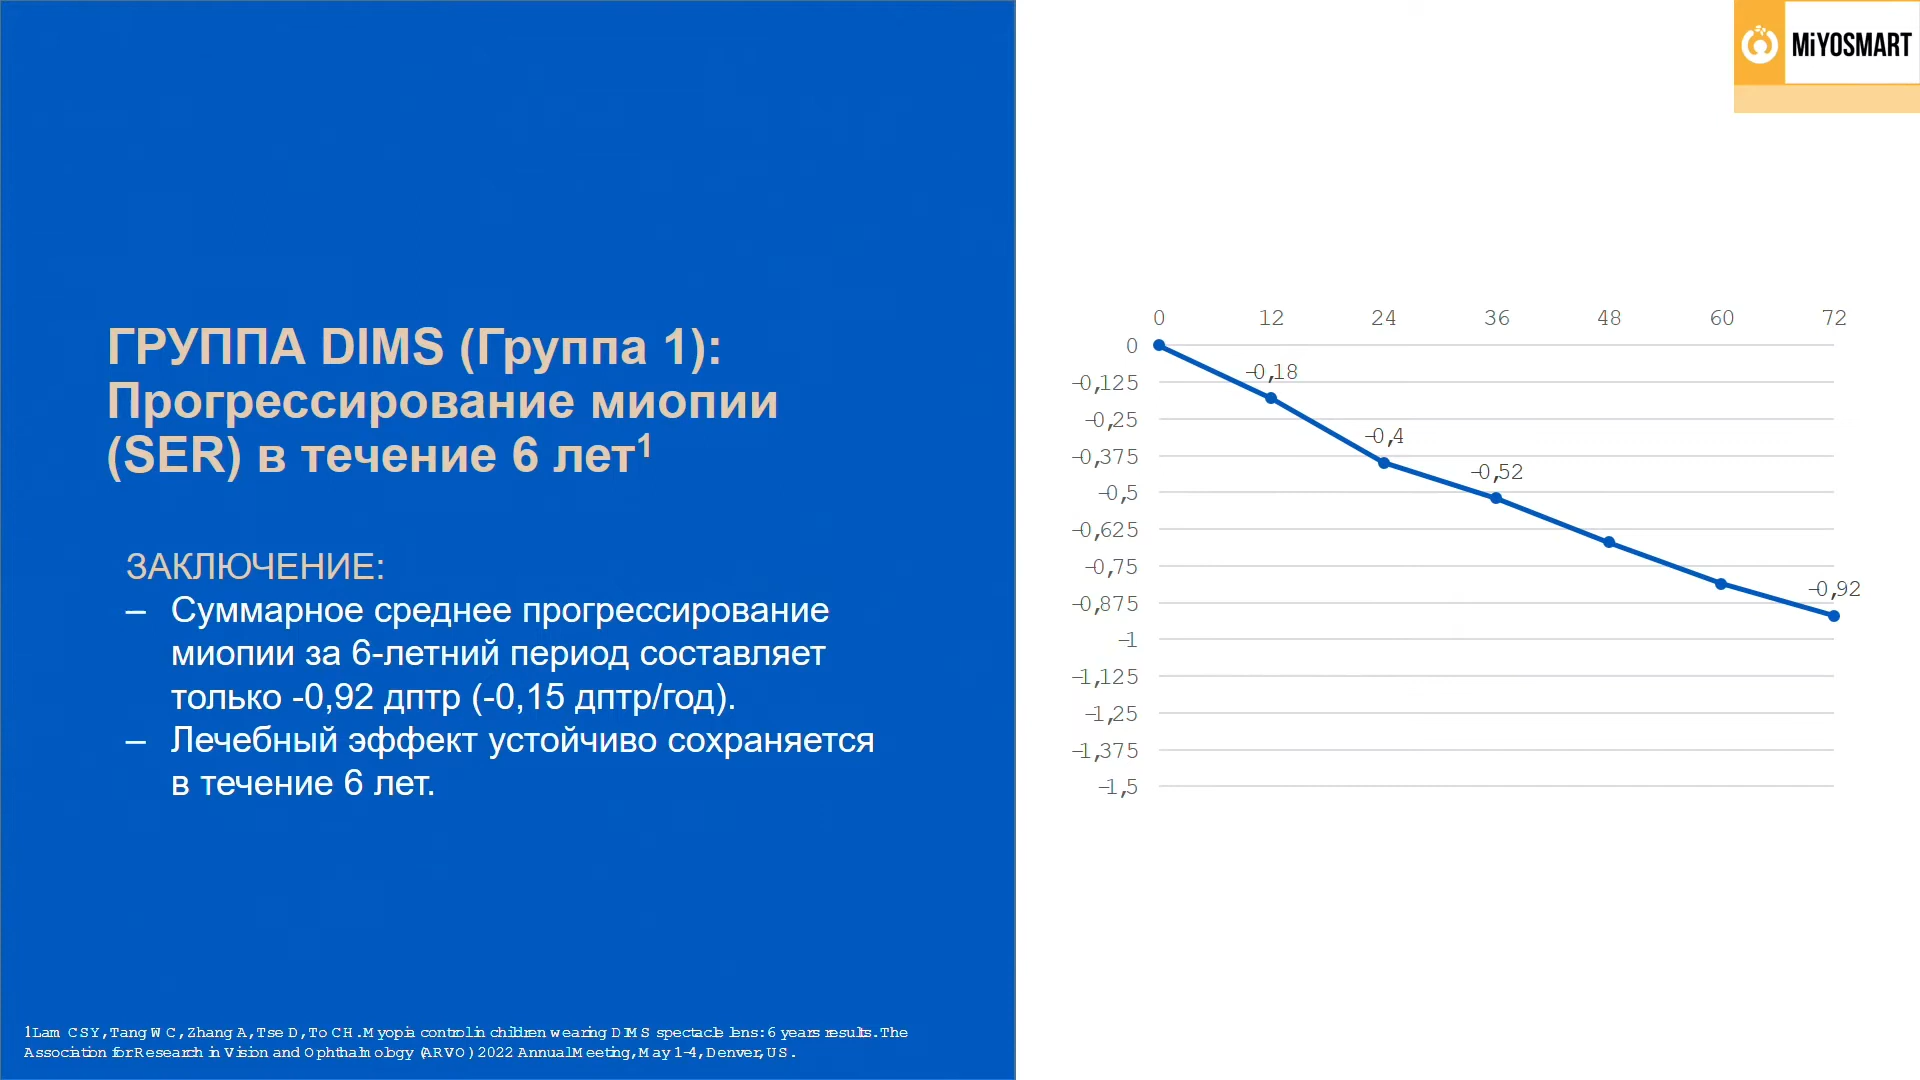 MiYOSMART
ГРУППА DIMS (Группа 1):
Прогрессирование миопии
(SER) в течение 6 лет¹
ЗАКЛЮЧЕНИЕ:
– Суммарное среднее прогрессирование
миопии за 6-летний период составляет
только -0,92 дптр (-0,15 дптр/год).
– Лечебный эффект устойчиво сохраняется
в течение 6 лет.
0 12 24 36 48 60 72
0
-0,125
-0,25
-0,375
-0,5
-0,625
-0,75
-0,875
-1
-1,125
-1,25
-1,375
-1,5
-0,18
-0,4
-0,52
-0,92
1Lam CSY, Tang WC, Zhang A, Tse D, To CH. Myopia control in children wearing DIMS spectacle lens: 6 years results. The
Association for Research in Vision and Ophthalmology (ARVO) 2022 Annual Meeting, May 1-4, Denver, US.